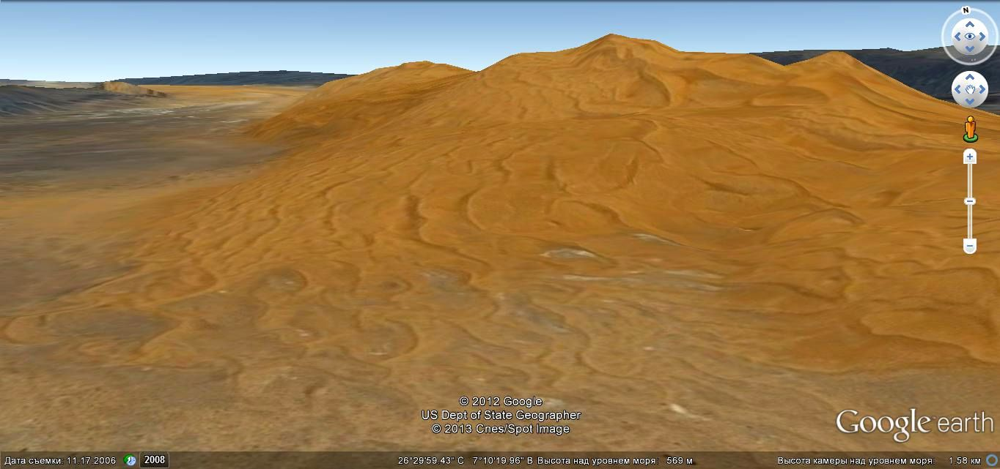 N
© 2012 Google
US Dept of State Geographer
© 2013 Cnes/Spot Image
Google earth
Дата съемки: 11.17.2006 2008 26°29'59.43" С 7°10'19.96" В Высота над уровнем моря: 569 м Высота камеры над уровнем моря: 1.58 км